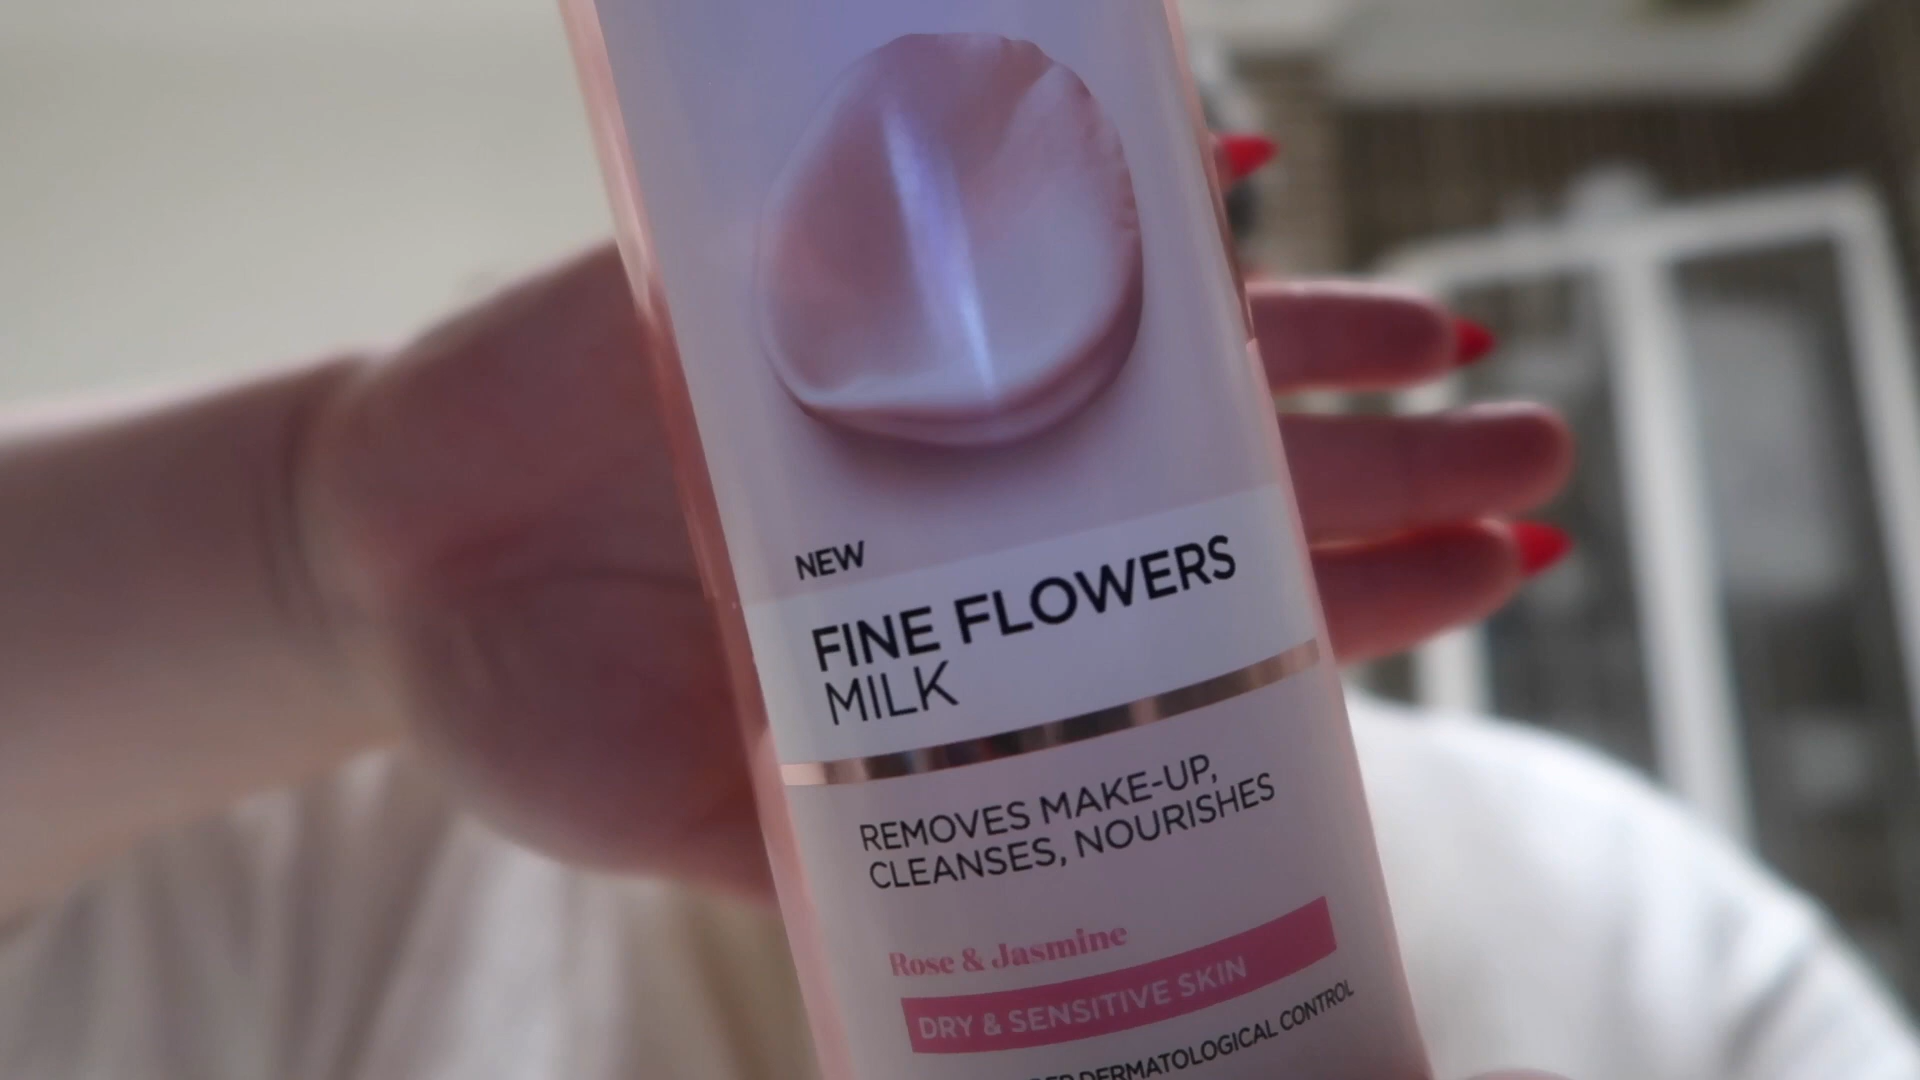 NEW
FINE FLOWERS
MILK
REMOVES MAKE-UP,
CLEANSES, NOURISHES
Rose & Jasmine
DRY & SENSITIVE SKIN
DERMATOLOGICAL CONTROL